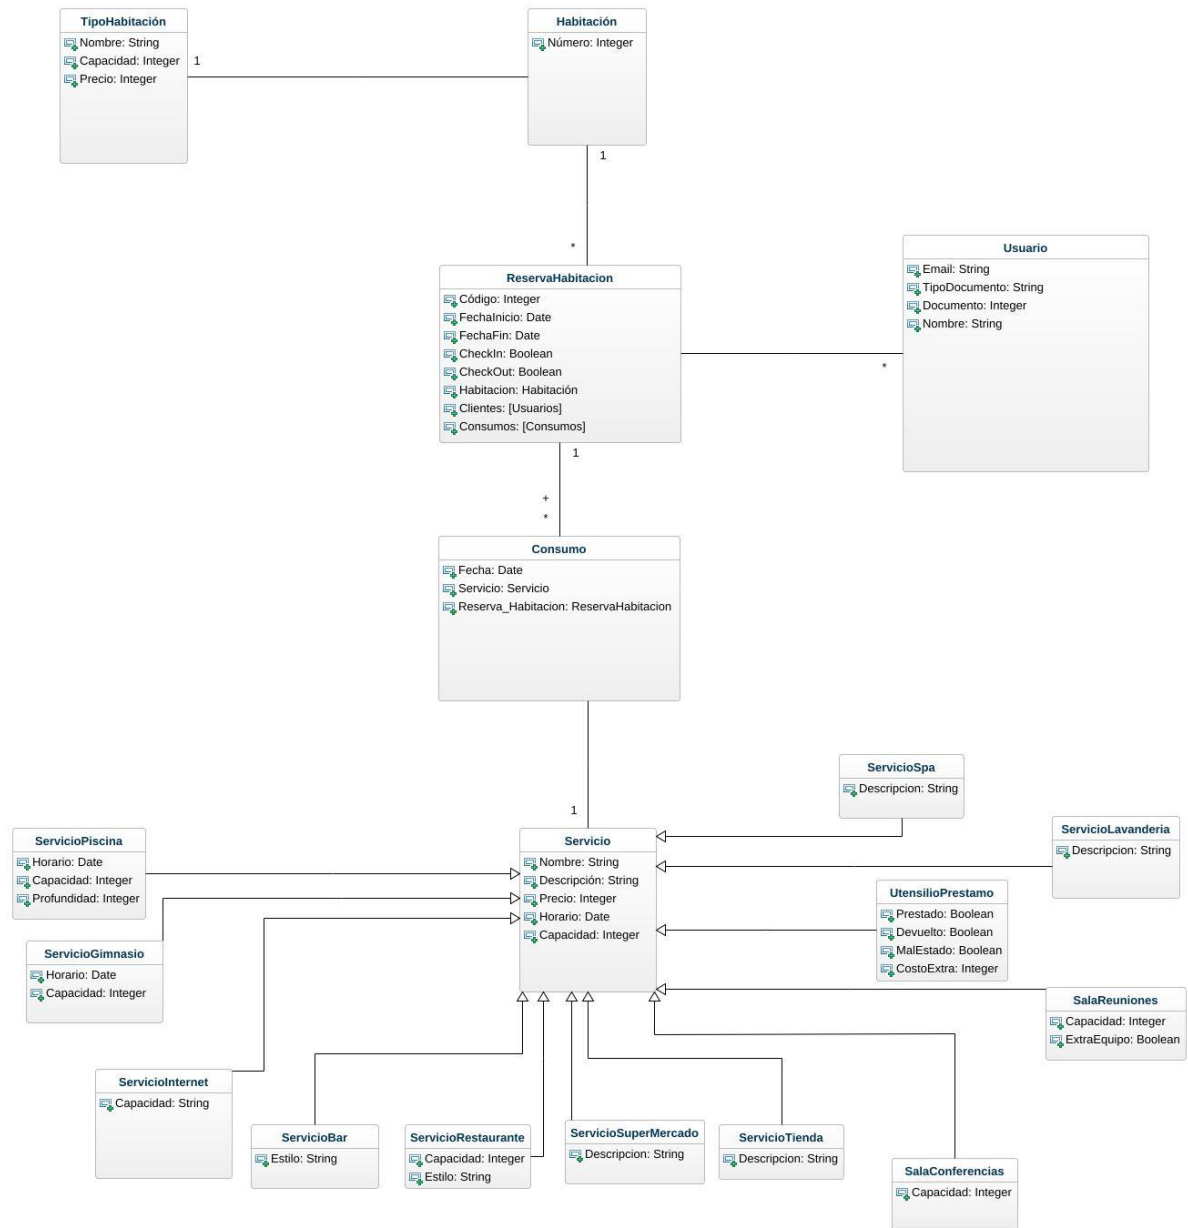 TipoHabitación
Nombre: String
Capacidad: Integer
Precio: Integer
1
Habitación
Número: Integer
1
*
ReservaHabitacion
Código: Integer
FechaInicio: Date
FechaFin: Date
CheckIn: Boolean
CheckOut: Boolean
Habitacion: Habitación
Clientes: [Usuarios]
Consumos: [Consumos]
Usuario
Email: String
TipoDocumento: String
Documento: Integer
Nombre: String
*
1
+
*
Consumo
Fecha: Date
Servicio: Servicio
Reserva_Habitacion: ReservaHabitacion
1
ServicioSpa
Descripcion: String
ServicioPiscina
Horario: Date
Capacidad: Integer
Profundidad: Integer
Servicio
Nombre: String
Descripción: String
Precio: Integer
Horario: Date
Capacidad: Integer
ServicioLavanderia
Descripcion: String
UtensilioPrestamo
Prestado: Boolean
Devuelto: Boolean
MalEstado: Boolean
CostoExtra: Integer
ServicioGimnasio
Horario: Date
Capacidad: Integer
SalaReuniones
Capacidad: Integer
ExtraEquipo: Boolean
ServicioInternet
Capacidad: String
ServicioBar
Estilo: String
ServicioRestaurante
Capacidad: Integer
Estilo: String
ServicioSuperMercado
Descripcion: String
ServicioTienda
Descripcion: String
SalaConferencias
Capacidad: Integer